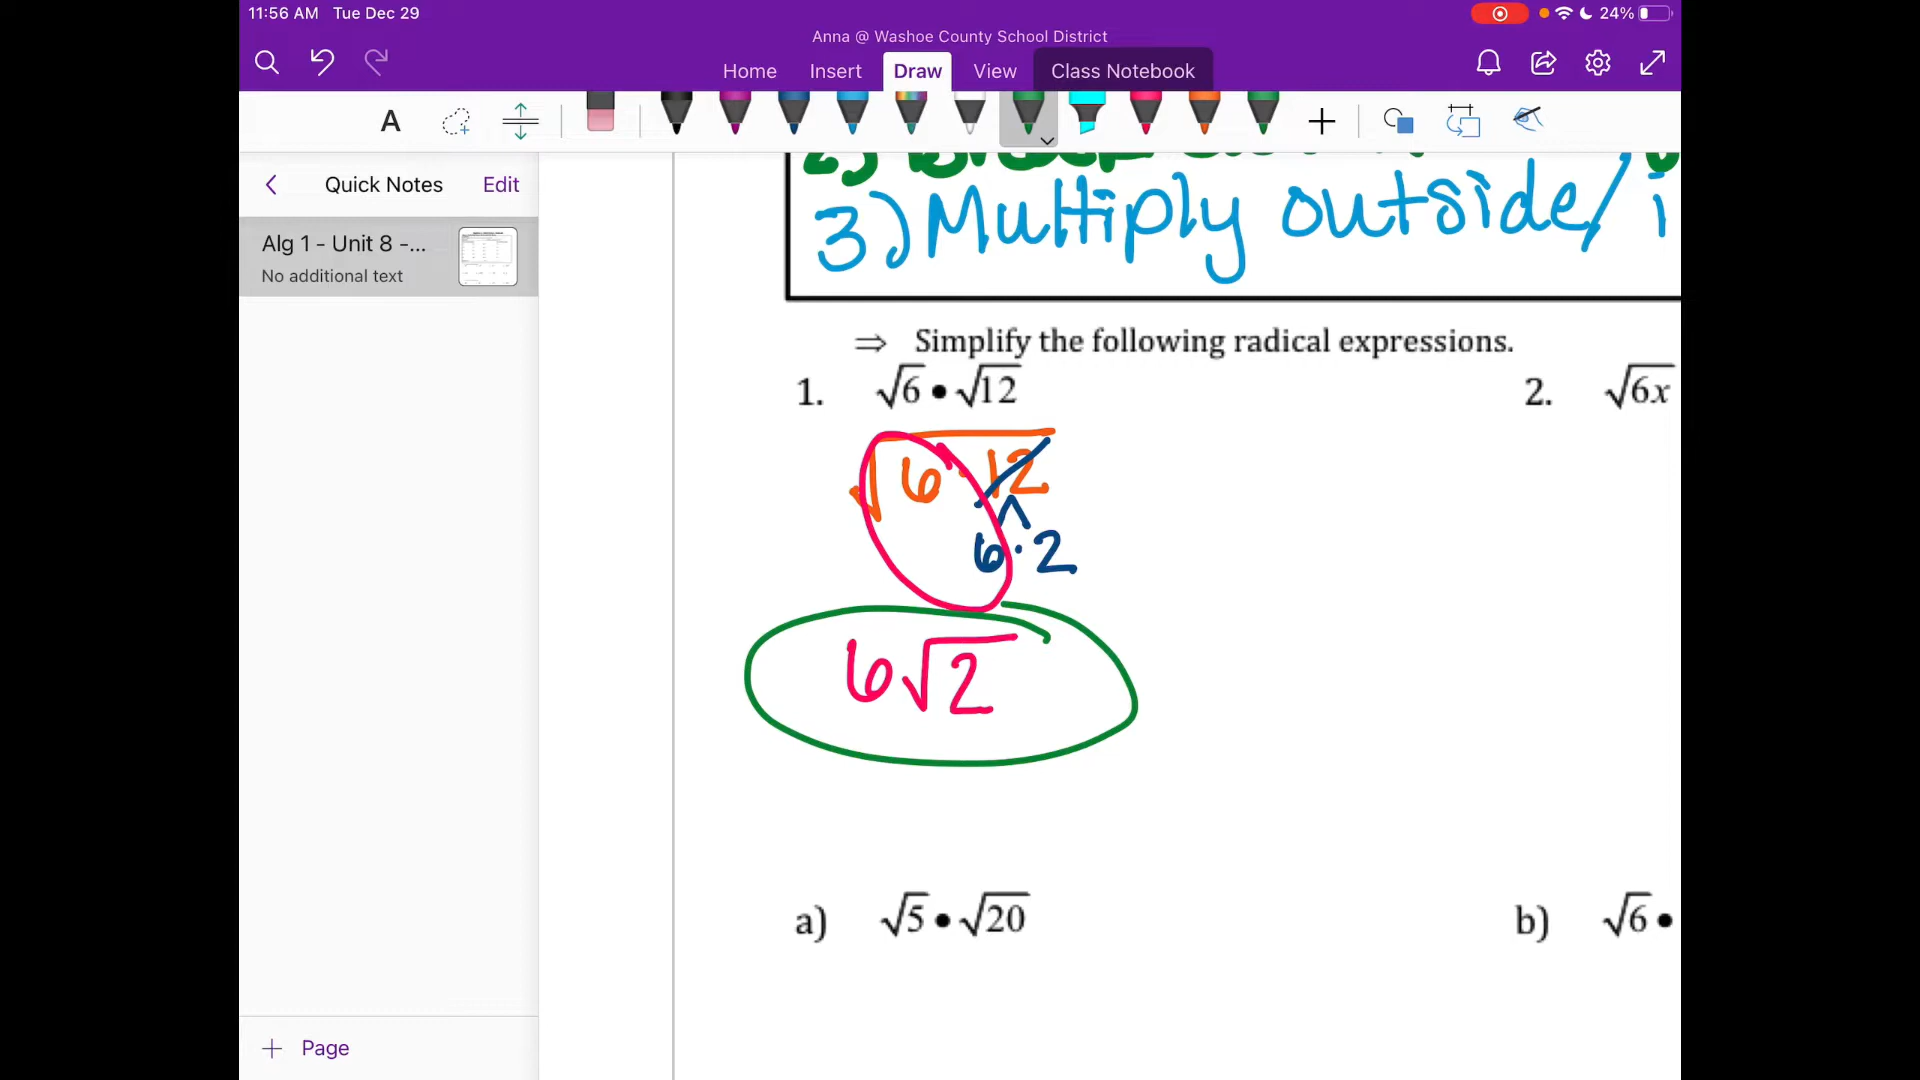 11:56 AM Tue Dec 29
24%
Anna @ Washoe County School District
Home Insert Draw View Class Notebook
A
Quick Notes Edit
Alg 1 - Unit 8 -...
No additional text
3.) Multiply outside/ i
⇒ Simplify the following radical expressions.
1. √6 • √12 2. √6x
√6 · 12
6 · 2
6√2
a) √5 • √20 b) √6 •
+ Page